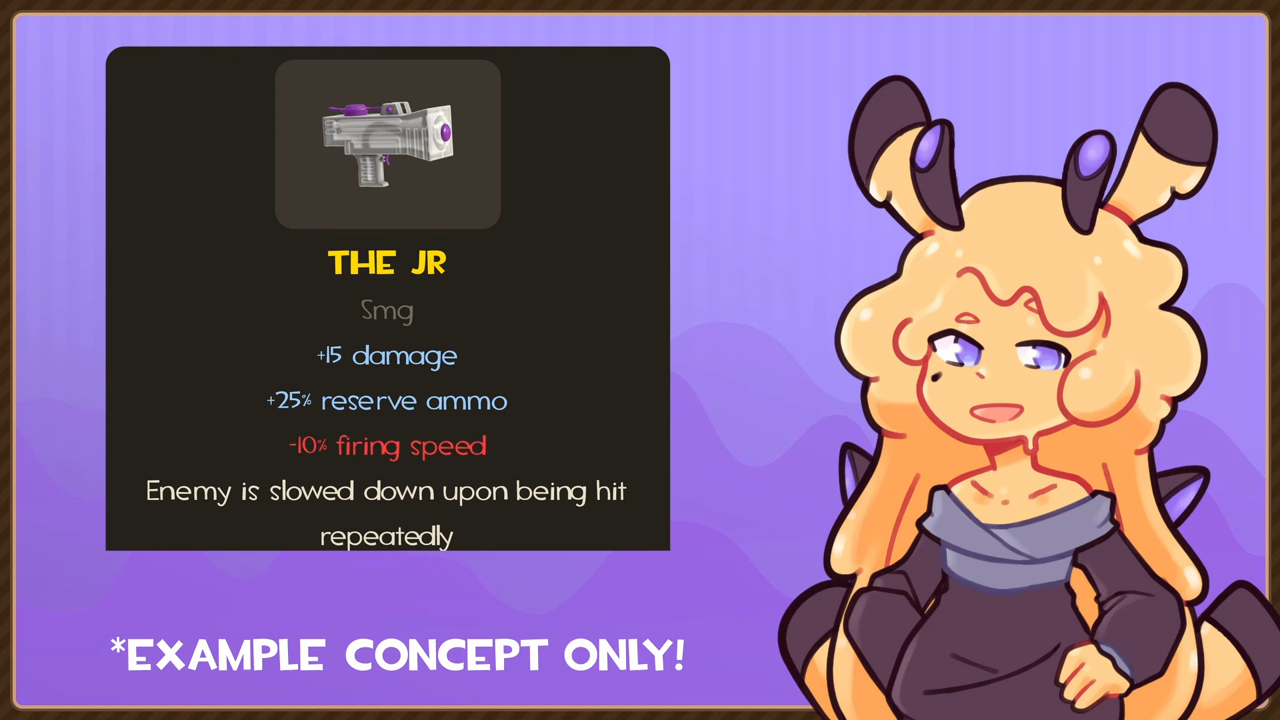 THE JR
Smg
+15 damage
+25% reserve ammo
-10% firing speed
Enemy is slowed down upon being hit
repeatedly
*EXAMPLE CONCEPT ONLY!